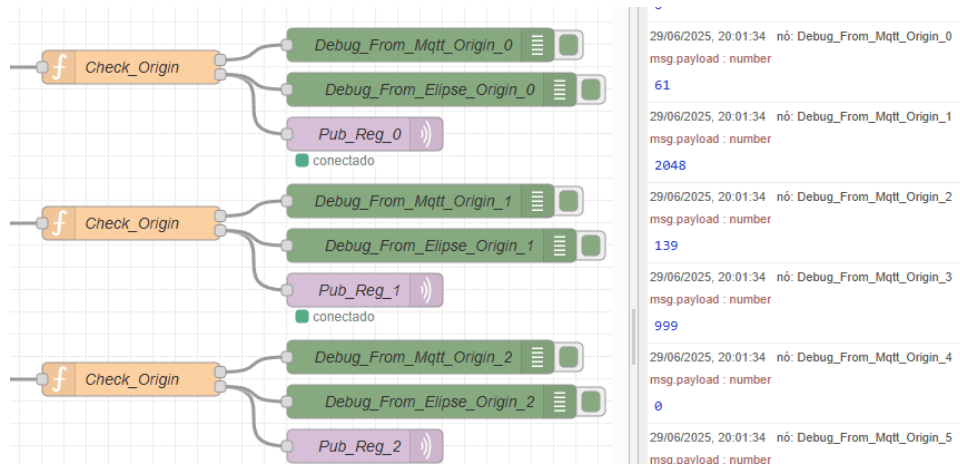 Check_Origin
Debug_From_Mqtt_Origin_0
Debug_From_Elipse_Origin_0
Pub_Reg_0
conectado
Check_Origin
Debug_From_Mqtt_Origin_1
Debug_From_Elipse_Origin_1
Pub_Reg_1
conectado
Check_Origin
Debug_From_Mqtt_Origin_2
Debug_From_Elipse_Origin_2
Pub_Reg_2
29/06/2025, 20:01:34 nó: Debug_From_Mqtt_Origin_0
msg.payload : number
61
29/06/2025, 20:01:34 nó: Debug_From_Mqtt_Origin_1
msg.payload : number
2048
29/06/2025, 20:01:34 nó: Debug_From_Mqtt_Origin_2
msg.payload : number
139
29/06/2025, 20:01:34 nó: Debug_From_Mqtt_Origin_3
msg.payload : number
999
29/06/2025, 20:01:34 nó: Debug_From_Mqtt_Origin_4
msg.payload : number
0
29/06/2025, 20:01:34 nó: Debug_From_Mqtt_Origin_5
msg.payload : number